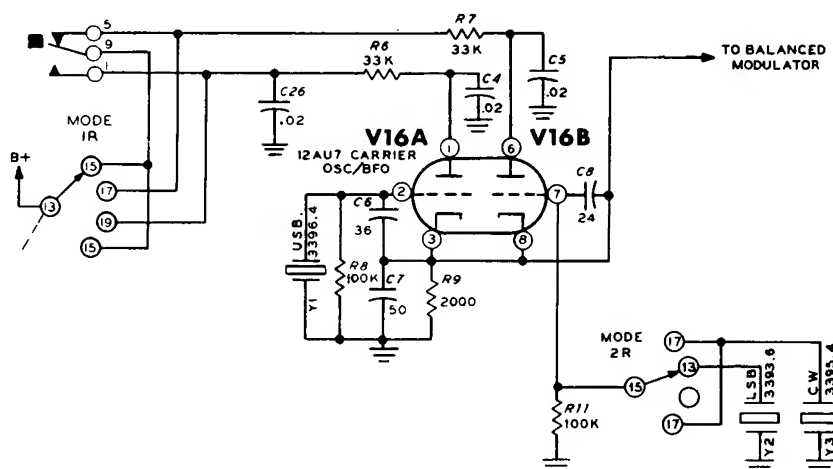 5
9
1
MODE
1R
B+
15
13
17
19
15
R7
33K
R6
33K
C5
.02
C4
.02
C26
.02
TO BALANCED
MODULATOR
V16A
V16B
12AU7 CARRIER
OSC/BFO
1
6
2
7
3
8
C8
24
C6
36
C7
50
R8
100K
R9
2000
USB.
3396.4
Y1
MODE
2R
17
13
15
17
R11
100K
LSB
3393.6
Y2
CW
3395.4
Y3